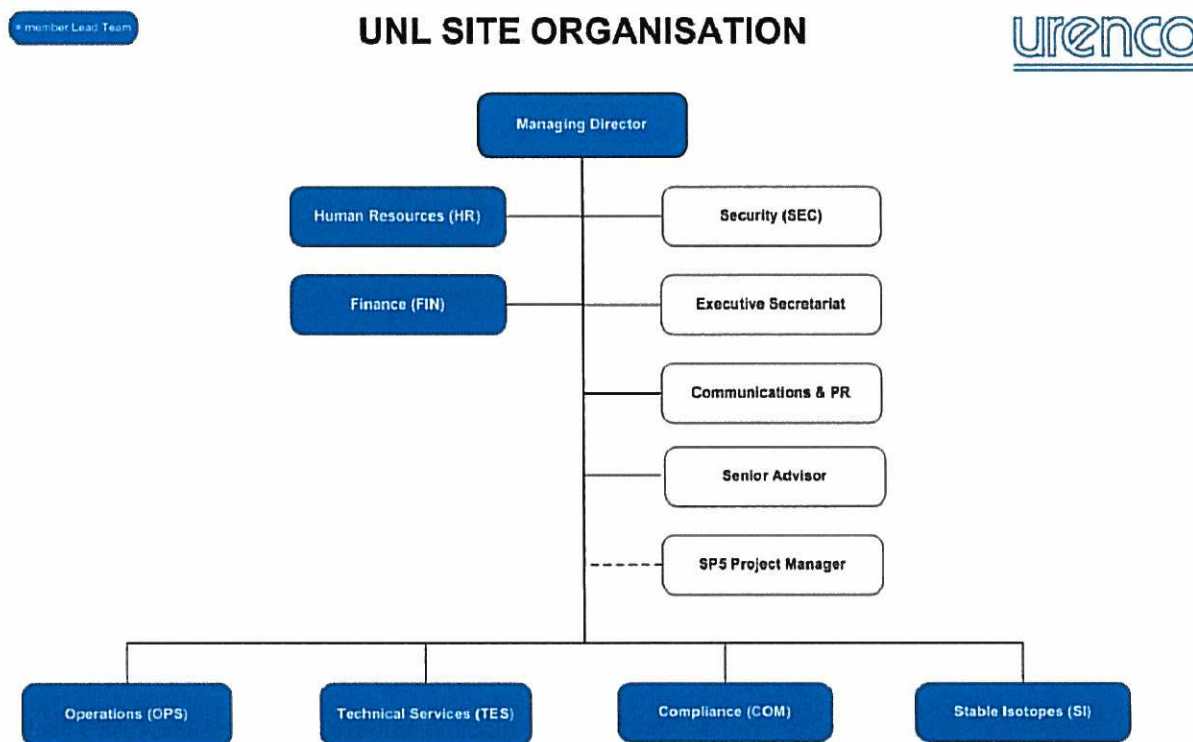 = member Lead Team
UNL SITE ORGANISATION
urenco
Managing Director
Human Resources (HR)
Security (SEC)
Finance (FIN)
Executive Secretariat
Communications & PR
Senior Advisor
SP5 Project Manager
Operations (OPS)
Technical Services (TES)
Compliance (COM)
Stable Isotopes (SI)